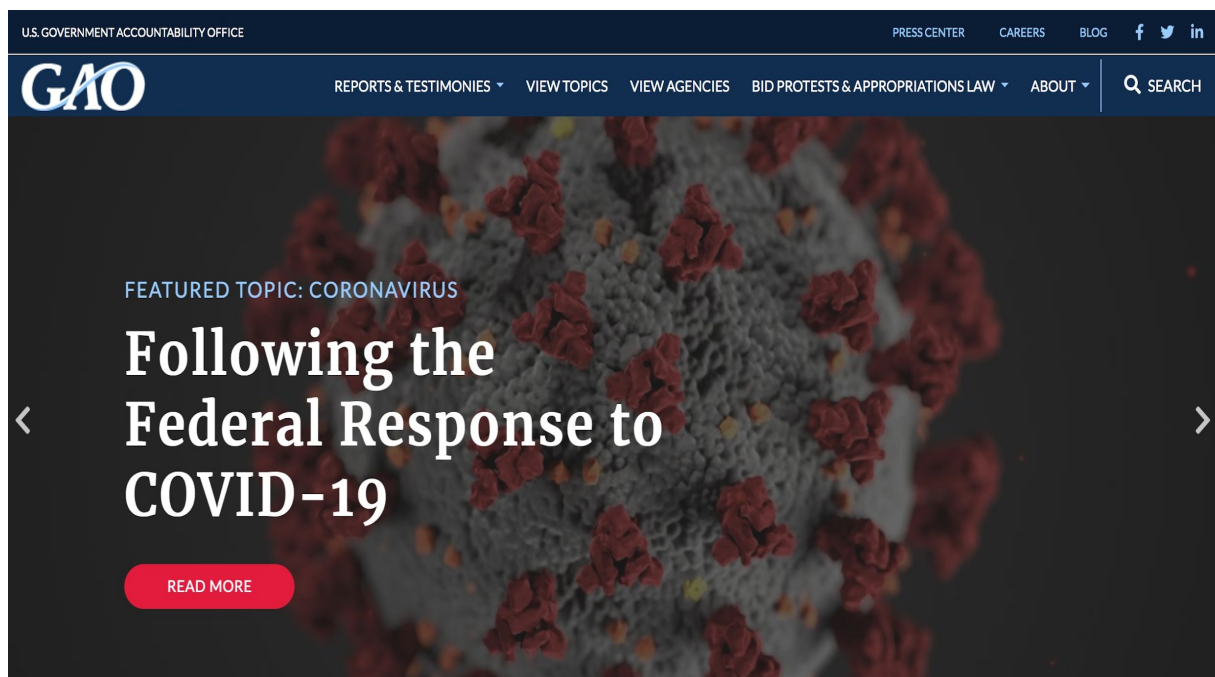 U.S. GOVERNMENT ACCOUNTABILITY OFFICE
PRESS CENTER CAREERS BLOG
GAO
REPORTS & TESTIMONIES VIEW TOPICS VIEW AGENCIES BID PROTESTS & APPROPRIATIONS LAW ABOUT SEARCH
FEATURED TOPIC: CORONAVIRUS
Following the
Federal Response to
COVID-19
READ MORE